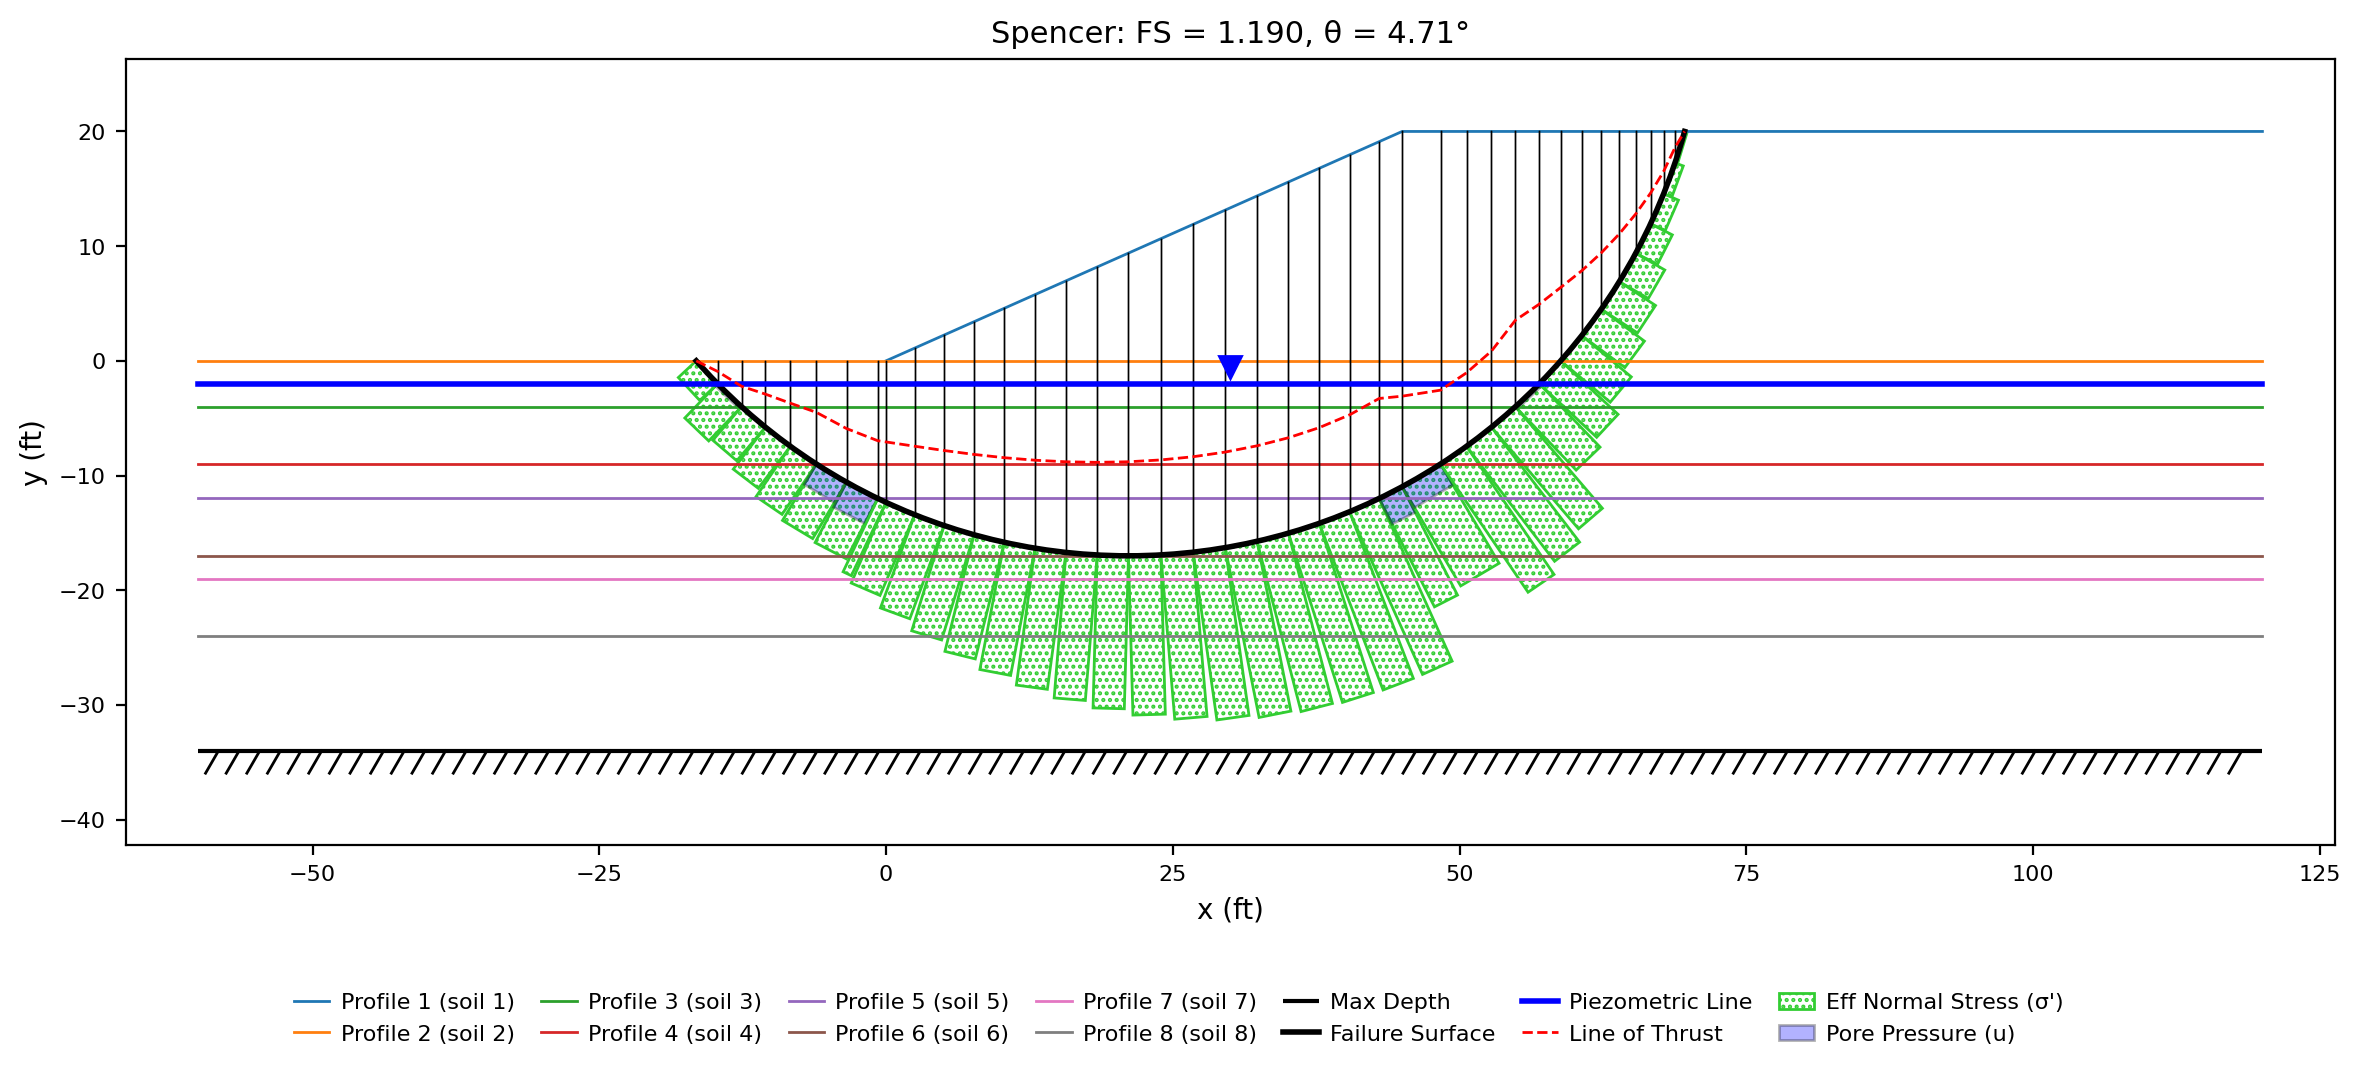 Spencer: FS = 1.190, θ = 4.71°
y (ft)
20
10
0
−10
−20
−30
−40
−50
−25
0
25
50
75
100
125
x (ft)
Profile 1 (soil 1)
Profile 2 (soil 2)
Profile 3 (soil 3)
Profile 4 (soil 4)
Profile 5 (soil 5)
Profile 6 (soil 6)
Profile 7 (soil 7)
Profile 8 (soil 8)
Max Depth
Failure Surface
Piezometric Line
Line of Thrust
Eff Normal Stress (σ')
Pore Pressure (u)